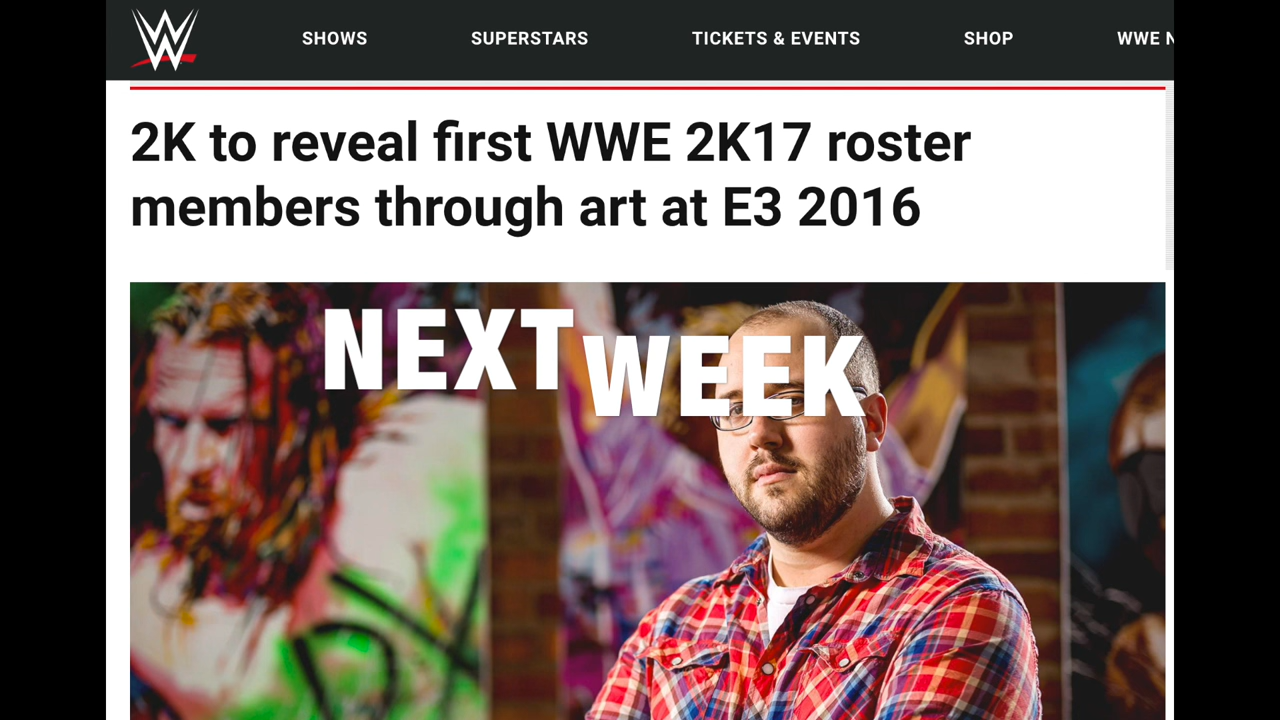 SHOWS SUPERSTARS TICKETS & EVENTS SHOP WWE N
2K to reveal first WWE 2K17 roster
members through art at E3 2016
NEXT WEEK